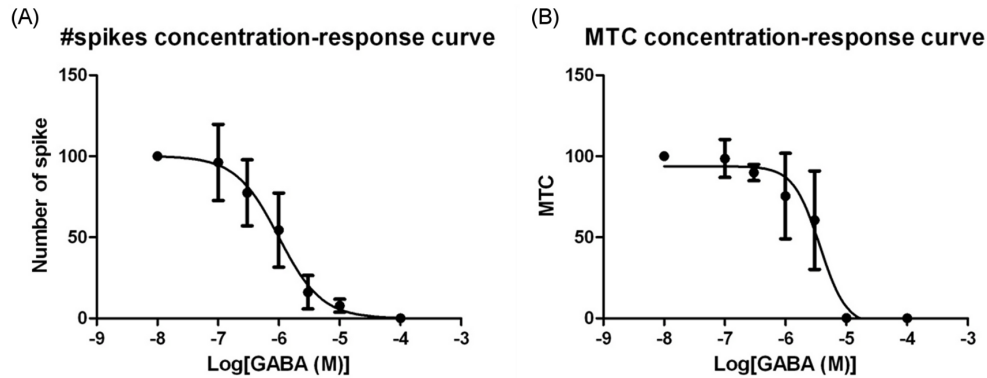 (A)
#spikes concentration-response curve
Number of spike
150
100
50
0
-9 -8 -7 -6 -5 -4 -3
Log[GABA (M)]
(B)
MTC concentration-response curve
MTC
150
100
50
0
-9 -8 -7 -6 -5 -4 -3
Log[GABA (M)]